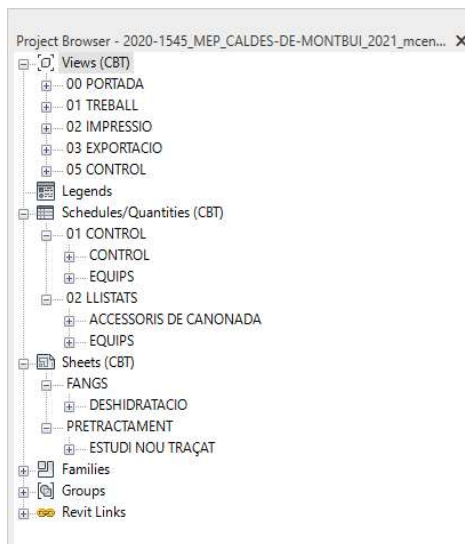 Project Browser - 2020-1545_MEP_CALDES-DE-MONTBUI_2021_mcen...
Views (CBT)
00 PORTADA
01 TREBALL
02 IMPRESSIO
03 EXPORTACIO
05 CONTROL
Legends
Schedules/Quantities (CBT)
01 CONTROL
CONTROL
EQUIPS
02 LLISTATS
ACCESSORIS DE CANONADA
EQUIPS
Sheets (CBT)
FANGS
DESHIDRATACIO
PRETRACTAMENT
ESTUDI NOU TRAÇAT
Families
Groups
Revit Links